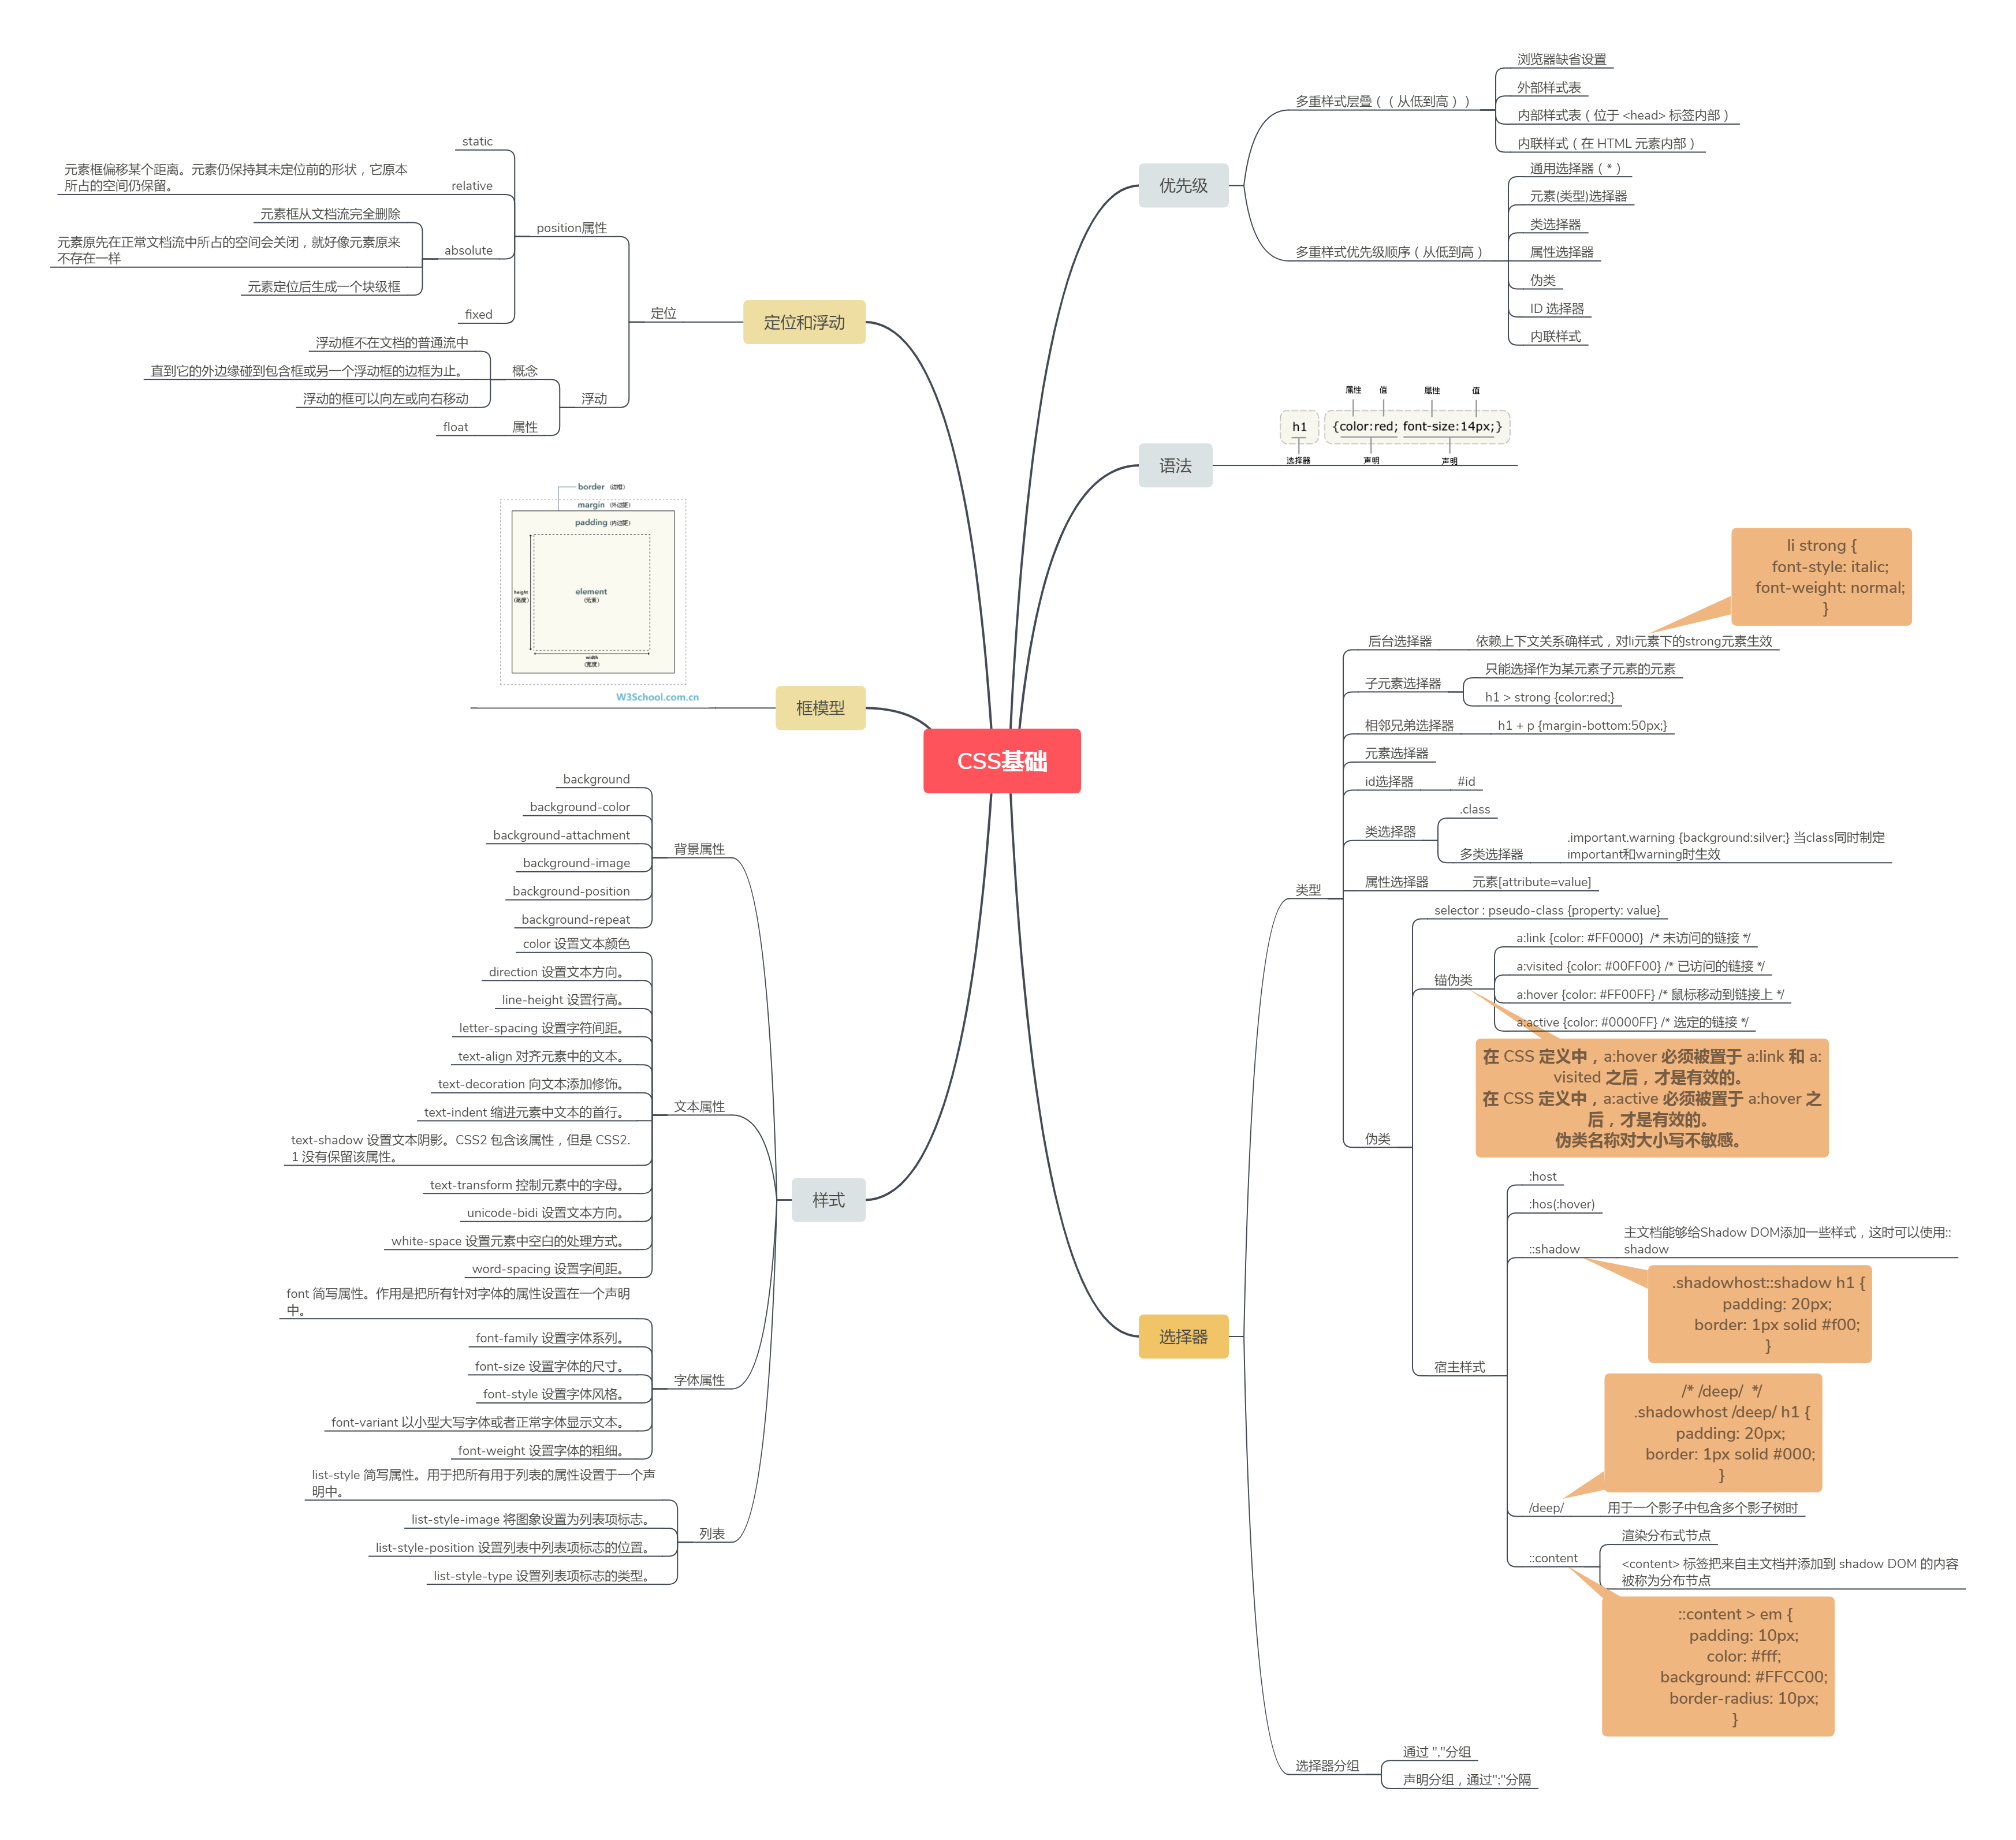 CSS基础
优先级
多重样式层叠（（从低到高））
浏览器缺省设置
外部样式表
内部样式表（位于 <head> 标签内部）
内联样式（在 HTML 元素内部）
多重样式优先级顺序（从低到高）
通用选择器（*）
元素(类型)选择器
类选择器
属性选择器
伪类
ID 选择器
内联样式
语法
属性 值 属性 值
h1 {color:red; font-size:14px;}
选择器 声明 声明
选择器
类型
后台选择器
依赖上下文关系确样式，对li元素下的strong元素生效
li strong {
font-style: italic;
font-weight: normal;
}
子元素选择器
只能选择作为某元素子元素的元素
h1 > strong {color:red;}
相邻兄弟选择器
h1 + p {margin-bottom:50px;}
元素选择器
id选择器
#id
类选择器
.class
多类选择器
.important.warning {background:silver;} 当class同时制定
important和warning时生效
属性选择器
元素[attribute=value]
伪类
selector : pseudo-class {property: value}
锚伪类
a:link {color: #FF0000} /* 未访问的链接 */
a:visited {color: #00FF00} /* 已访问的链接 */
a:hover {color: #FF00FF} /* 鼠标移动到链接上 */
a:active {color: #0000FF} /* 选定的链接 */
在 CSS 定义中，a:hover 必须被置于 a:link 和 a:
visited 之后，才是有效的。
在 CSS 定义中，a:active 必须被置于 a:hover 之
后，才是有效的。
伪类名称对大小写不敏感。
宿主样式
:host
:hos(:hover)
::shadow
主文档能够给Shadow DOM添加一些样式，这时可以使用::
shadow
.shadowhost::shadow h1 {
padding: 20px;
border: 1px solid #f00;
}
/deep/
用于一个影子中包含多个影子树时
/* /deep/ */
.shadowhost /deep/ h1 {
padding: 20px;
border: 1px solid #000;
}
::content
渲染分布式节点
<content> 标签把来自主文档并添加到 shadow DOM 的内容
被称为分布节点
::content > em {
padding: 10px;
color: #fff;
background: #FFCC00;
border-radius: 10px;
}
选择器分组
通过 ","分组
声明分组，通过";"分隔
定位和浮动
定位
position属性
static
relative
元素框偏移某个距离。元素仍保持其未定位前的形状，它原本
所占的空间仍保留。
absolute
元素框从文档流完全删除
元素原先在正常文档流中所占的空间会关闭，就好像元素原来
不存在一样
元素定位后生成一个块级框
fixed
浮动
概念
浮动框不在文档的普通流中
直到它的外边缘碰到包含框或另一个浮动框的边框为止。
浮动的框可以向左或向右移动
属性
float
框模型
border (边框)
margin (外边距)
padding (内边距)
height
(高度)
element
(元素)
width
(宽度)
W3School.com.cn
样式
背景属性
background
background-color
background-attachment
background-image
background-position
background-repeat
文本属性
color 设置文本颜色
direction 设置文本方向。
line-height 设置行高。
letter-spacing 设置字符间距。
text-align 对齐元素中的文本。
text-decoration 向文本添加修饰。
text-indent 缩进元素中文本的首行。
text-shadow 设置文本阴影。CSS2 包含该属性，但是 CSS2.
1 没有保留该属性。
text-transform 控制元素中的字母。
unicode-bidi 设置文本方向。
white-space 设置元素中空白的处理方式。
word-spacing 设置字间距。
字体属性
font 简写属性。作用是把所有针对字体的属性设置在一个声明
中。
font-family 设置字体系列。
font-size 设置字体的尺寸。
font-style 设置字体风格。
font-variant 以小型大写字体或者正常字体显示文本。
font-weight 设置字体的粗细。
列表
list-style 简写属性。用于把所有用于列表的属性设置于一个声
明中。
list-style-image 将图象设置为列表项标志。
list-style-position 设置列表中列表项标志的位置。
list-style-type 设置列表项标志的类型。